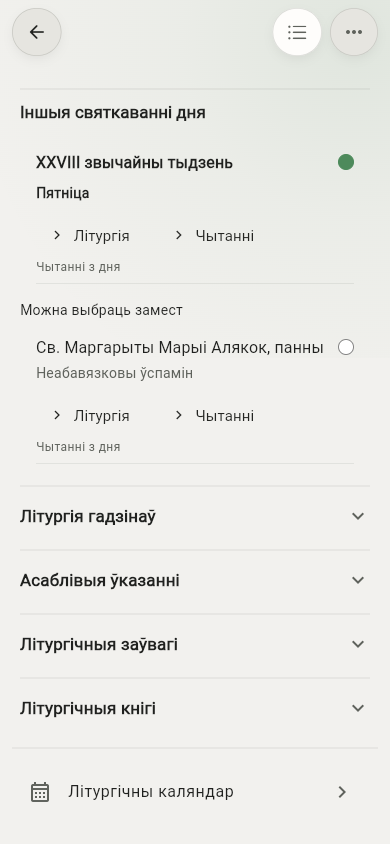 Іншыя святкаванні дня
XXVIII звычайны тыдзень
Пятніца
Літургія
Чытанні
Чытанні з дня
Можна выбраць замест
Св. Маргарыты Марыі Алякок, панны
Неабавязковы ўспамін
Літургія
Чытанні
Чытанні з дня
Літургія гадзінаў
Асаблівыя ўказанні
Літургічныя заўвагі
Літургічныя кнігі
Літургічны каляндар